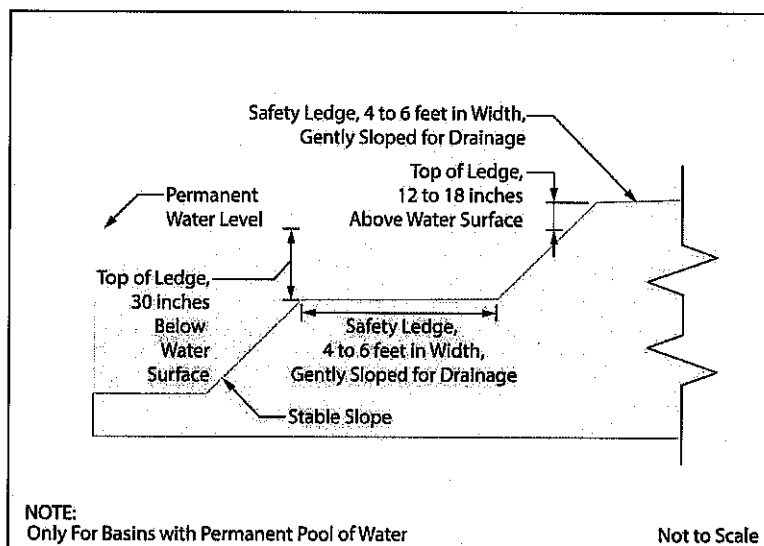 Safety Ledge, 4 to 6 feet in Width,
Gently Sloped for Drainage
Top of Ledge,
12 to 18 inches
Above Water Surface
Permanent
Water Level
Top of Ledge,
30 inches
Below
Water
Surface
Safety Ledge,
4 to 6 feet in Width,
Gently Sloped for Drainage
Stable Slope
NOTE:
Only For Basins with Permanent Pool of Water
Not to Scale